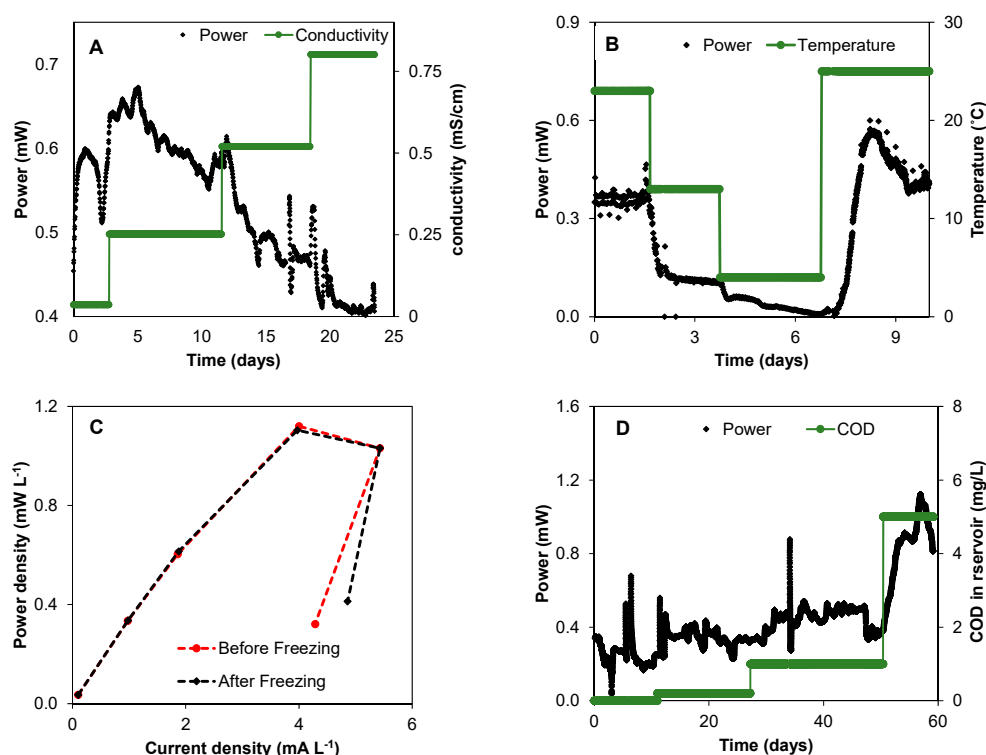 A
Power
Conductivity
Power (mW)
0.7
0.6
0.5
0.4
0.75
0.5
0.25
0
conductivity (mS/cm)
0 5 10 15 20 25
Time (days)
B
Power
Temperature
Power (mW)
0.9
0.6
0.3
0.0
30
20
10
0
Temperature (˚C)
0 3 6 9
Time (days)
C
Power density (mW L-1)
1.2
0.8
0.4
0.0
Before Freezing
After Freezing
0 2 4 6
Current density (mA L-1)
D
Power
COD
Power (mW)
1.6
1.2
0.8
0.4
0.0
8
6
4
2
0
COD in rservoir (mg/L)
0 20 40 60
Time (days)